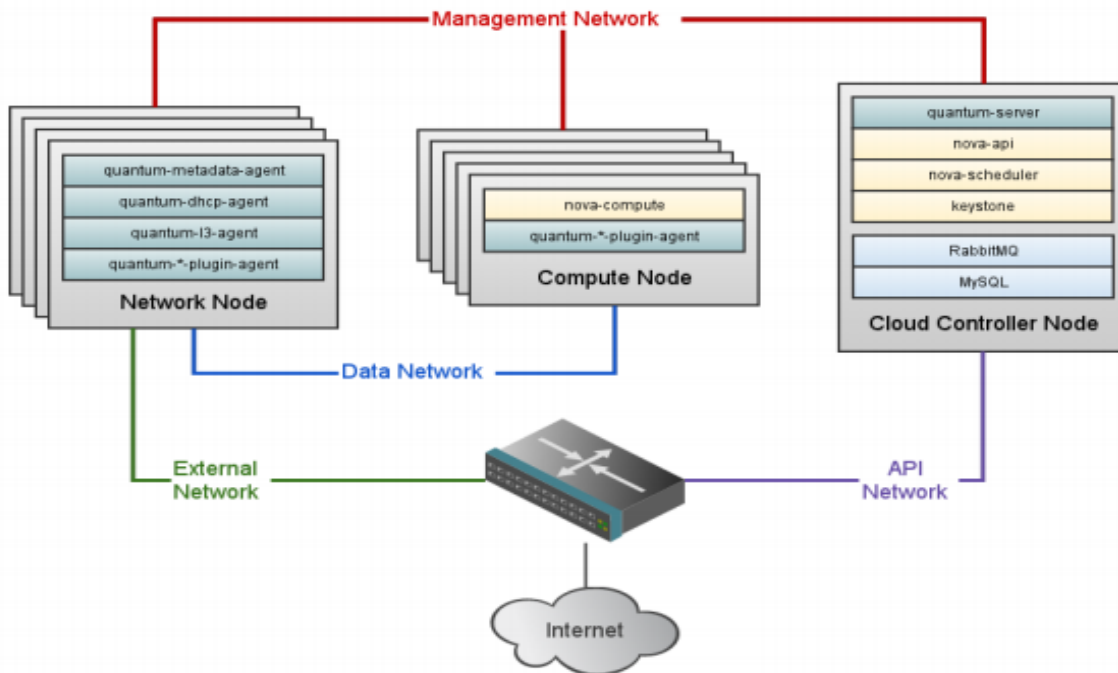 Management Network
quantum-metadata-agent
quantum-dhcp-agent
quantum-l3-agent
quantum-*-plugin-agent
Network Node
nova-compute
quantum-*-plugin-agent
Compute Node
quantum-server
nova-api
nova-scheduler
keystone
RabbitMQ
MySQL
Cloud Controller Node
Data Network
External
Network
API
Network
Internet